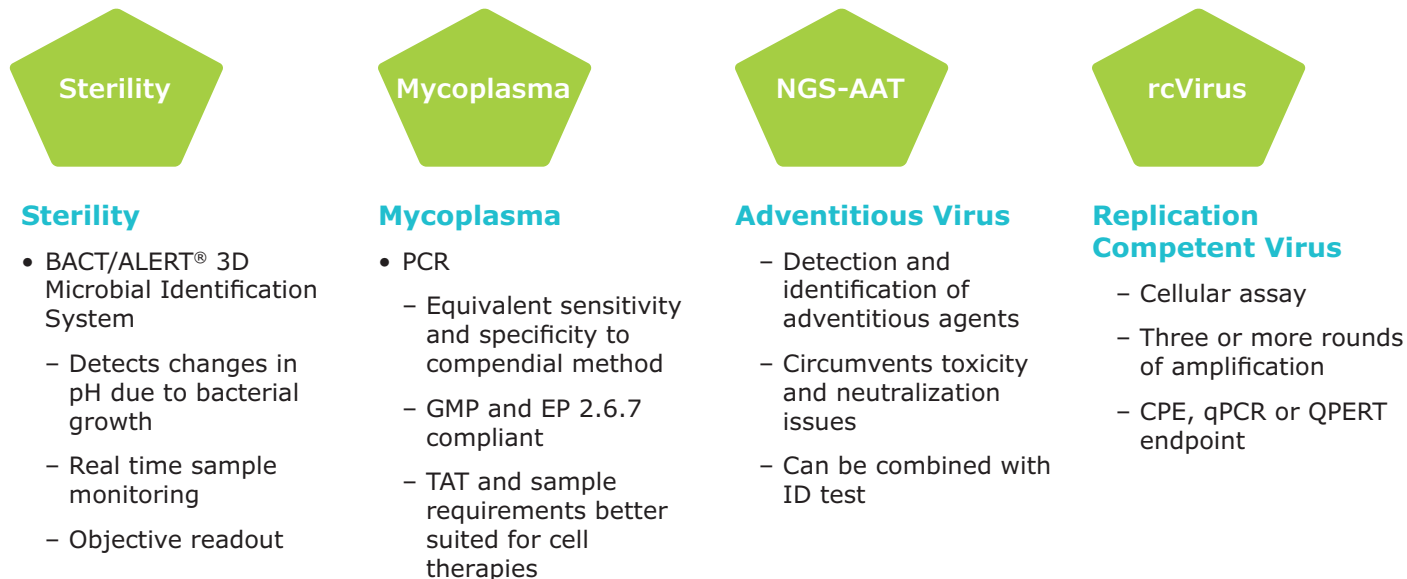 Sterility
Mycoplasma
NGS-AAT
rcVirus
Sterility
• BACT/ALERT® 3D
Microbial Identification
System
– Detects changes in
pH due to bacterial
growth
– Real time sample
monitoring
– Objective readout
Mycoplasma
• PCR
– Equivalent sensitivity
and specificity to
compendial method
– GMP and EP 2.6.7
compliant
– TAT and sample
requirements better
suited for cell
therapies
Adventitious Virus
– Detection and
identification of
adventitious agents
– Circumvents toxicity
and neutralization
issues
– Can be combined with
ID test
Replication
Competent Virus
– Cellular assay
– Three or more rounds
of amplification
– CPE, qPCR or QPERT
endpoint